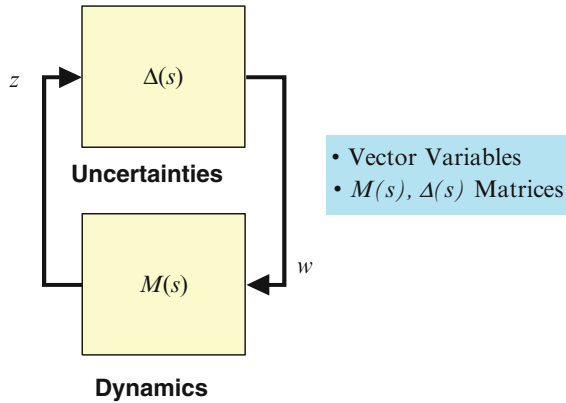 Δ(s)
z
Uncertainties
• Vector Variables
• M(s), Δ(s) Matrices
w
M(s)
Dynamics